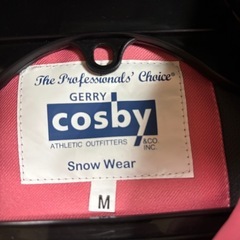 The Professionals' Choice®
GERRY
cosby
ATHLETIC OUTFITTERS &CO. INC.
Snow Wear
M